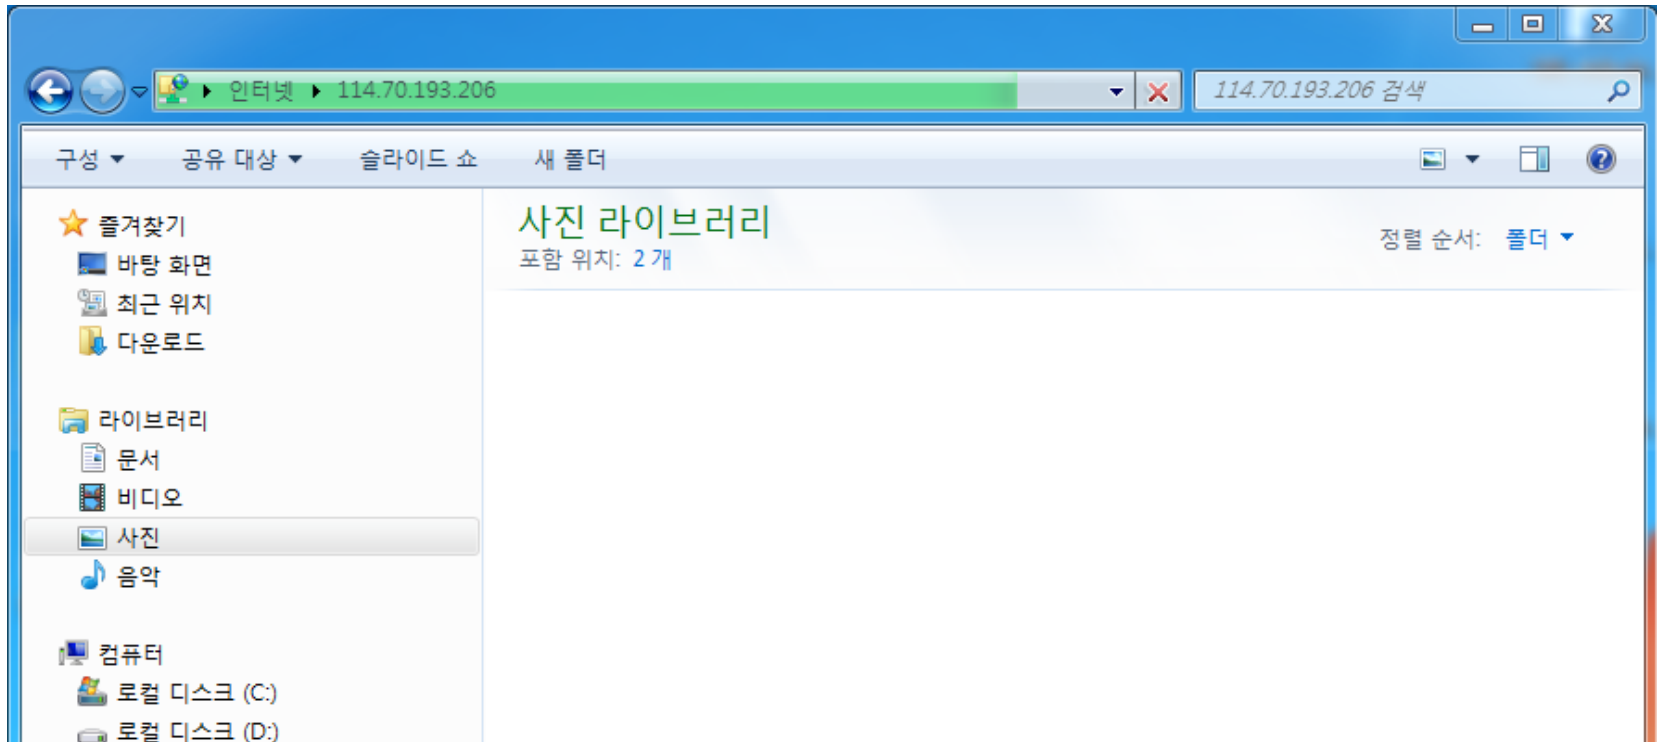 인터넷 114.70.193.206
114.70.193.206 검색
구성 공유 대상 슬라이드 쇼 새 폴더
즐겨찾기
바탕 화면
최근 위치
다운로드
라이브러리
문서
비디오
사진
음악
컴퓨터
로컬 디스크 (C:)
로컬 디스크 (D:)
사진 라이브러리
포함 위치: 2개
정렬 순서: 폴더